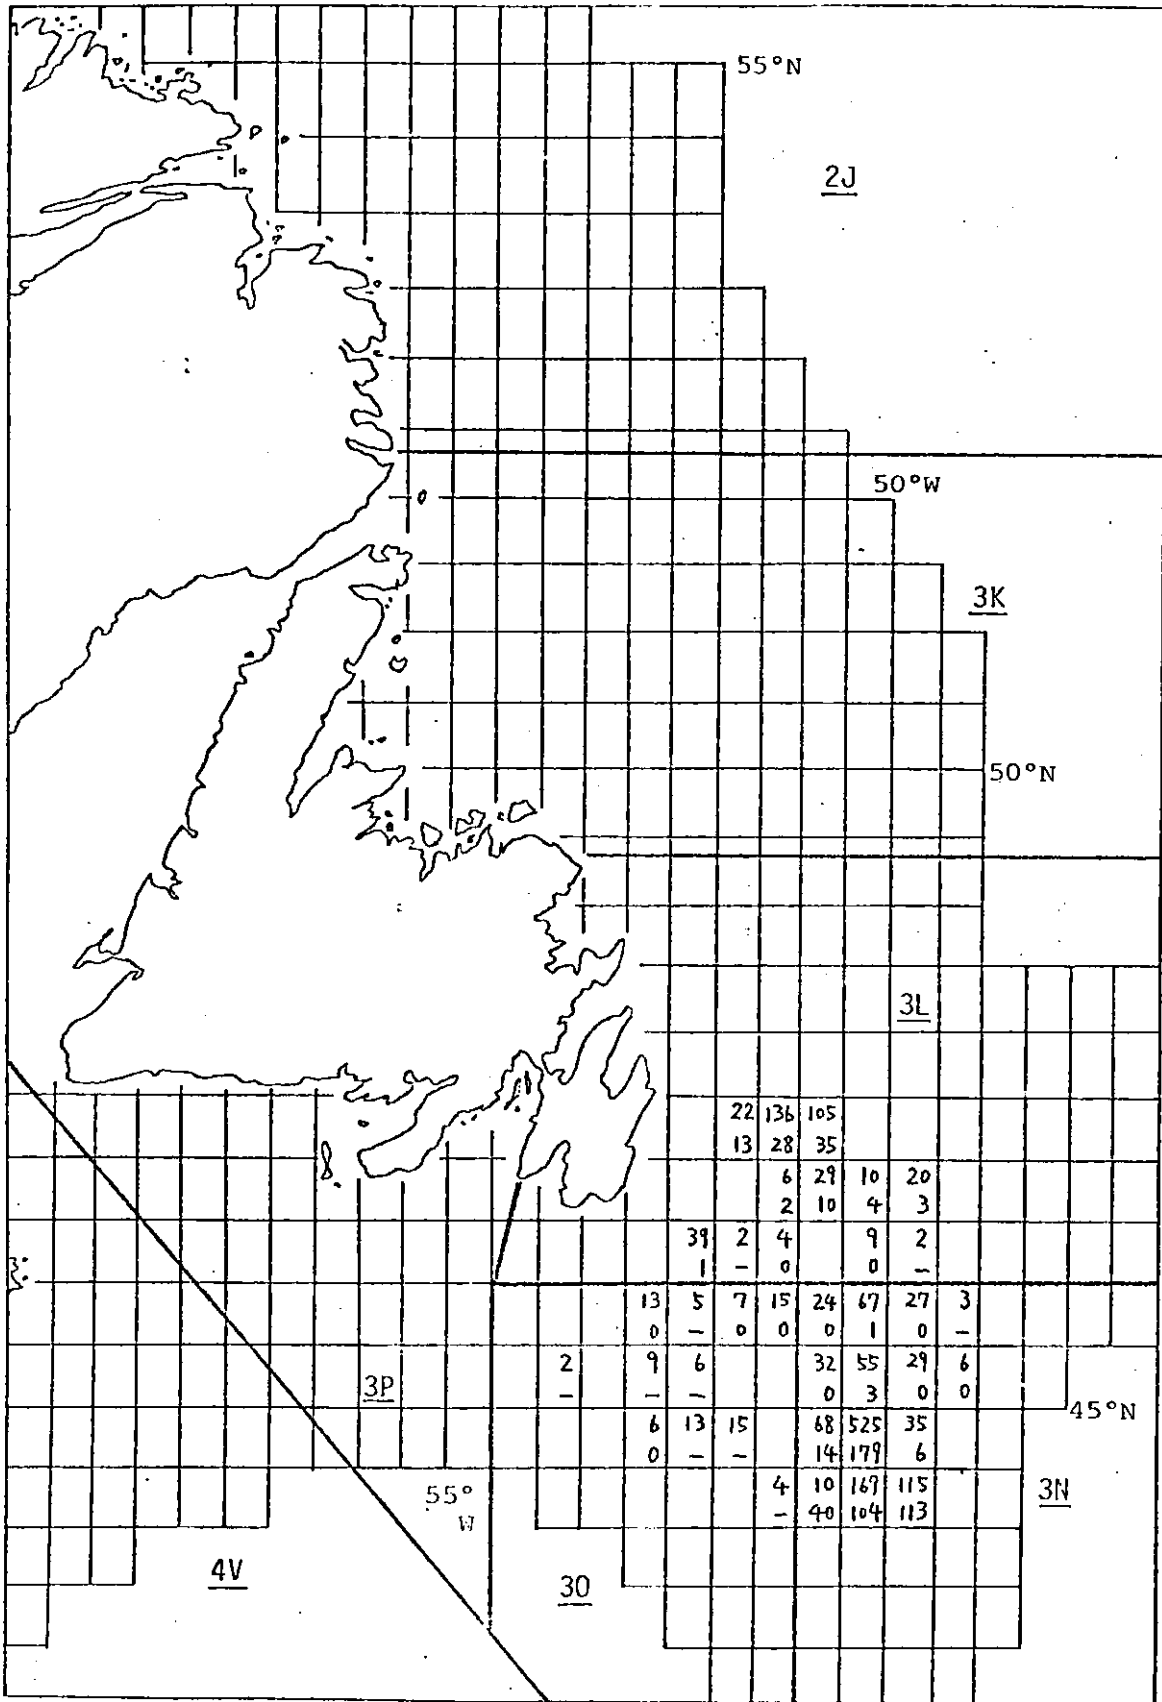 55°N
2J
50°W
3K
50°N
3L
22 136 105
13 28 35
6 29 10 20
2 10 4 3
39 2 4 9 2
1 - 0 0 -
13 5 7 15 24 67 27 3
0 - 0 0 0 1 0 -
2 9 6 32 55 29 6
- - - 0 3 0 0
3P
45°N
6 13 15 68 525 35
0 - - 14 179 6
4 10 167 115
- 40 104 113
55°
W
3N
4V
3O